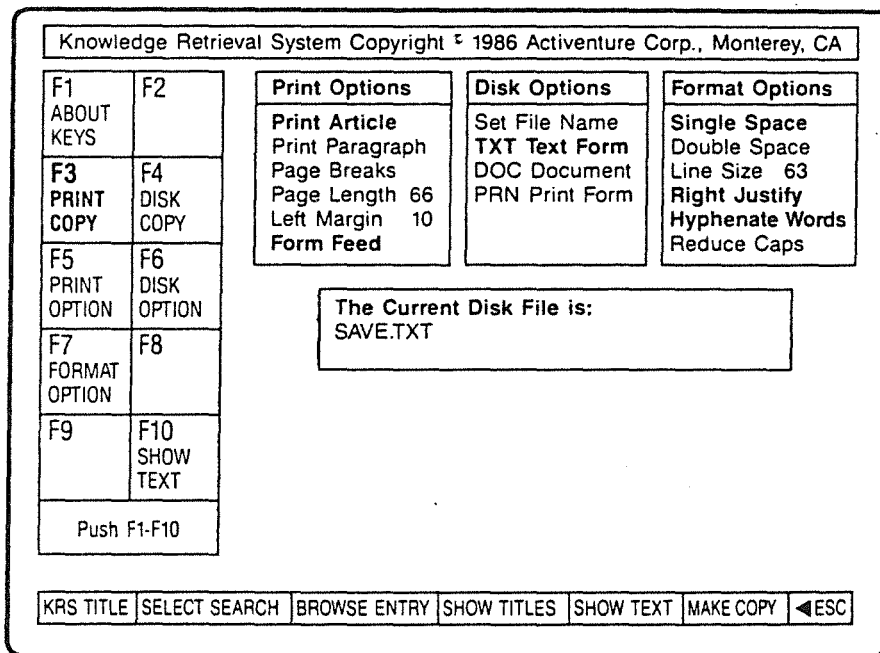 Knowledge Retrieval System Copyright © 1986 Activenture Corp., Monterey, CA
F1
ABOUT
KEYS
F2
F3
PRINT
COPY
F4
DISK
COPY
F5
PRINT
OPTION
F6
DISK
OPTION
F7
FORMAT
OPTION
F8
F9
F10
SHOW
TEXT
Push F1-F10
Print Options
Print Article
Print Paragraph
Page Breaks
Page Length 66
Left Margin 10
Form Feed
Disk Options
Set File Name
TXT Text Form
DOC Document
PRN Print Form
Format Options
Single Space
Double Space
Line Size 63
Right Justify
Hyphenate Words
Reduce Caps
The Current Disk File is:
SAVE.TXT
KRS TITLE SELECT SEARCH BROWSE ENTRY SHOW TITLES SHOW TEXT MAKE COPY ◀ESC